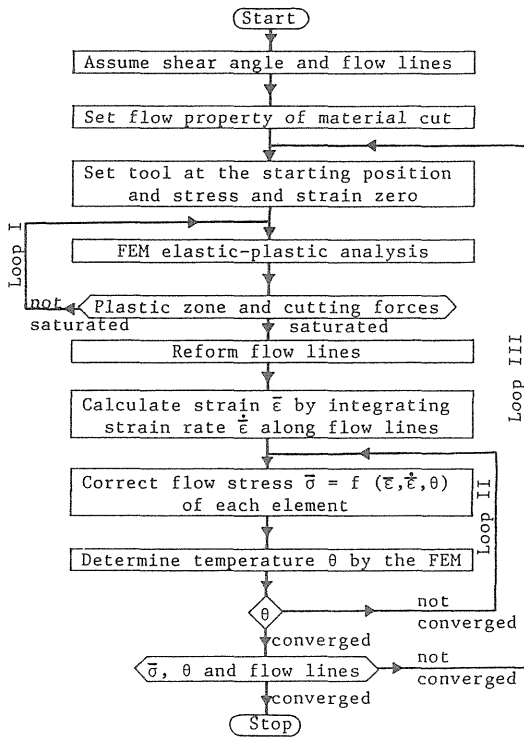 Start
Assume shear angle and flow lines
Set flow property of material cut
Set tool at the starting position
and stress and strain zero
Loop I
FEM elastic-plastic analysis
not
saturated
Plastic zone and cutting forces
saturated
Reform flow lines
Loop III
Calculate strain ε̅ by integrating
strain rate ε̅̇ along flow lines
Correct flow stress σ̅ = f (ε̅,ε̅̇,θ)
of each element
Loop II
Determine temperature θ by the FEM
θ
not
converged
converged
σ̅, θ and flow lines
not
converged
converged
Stop